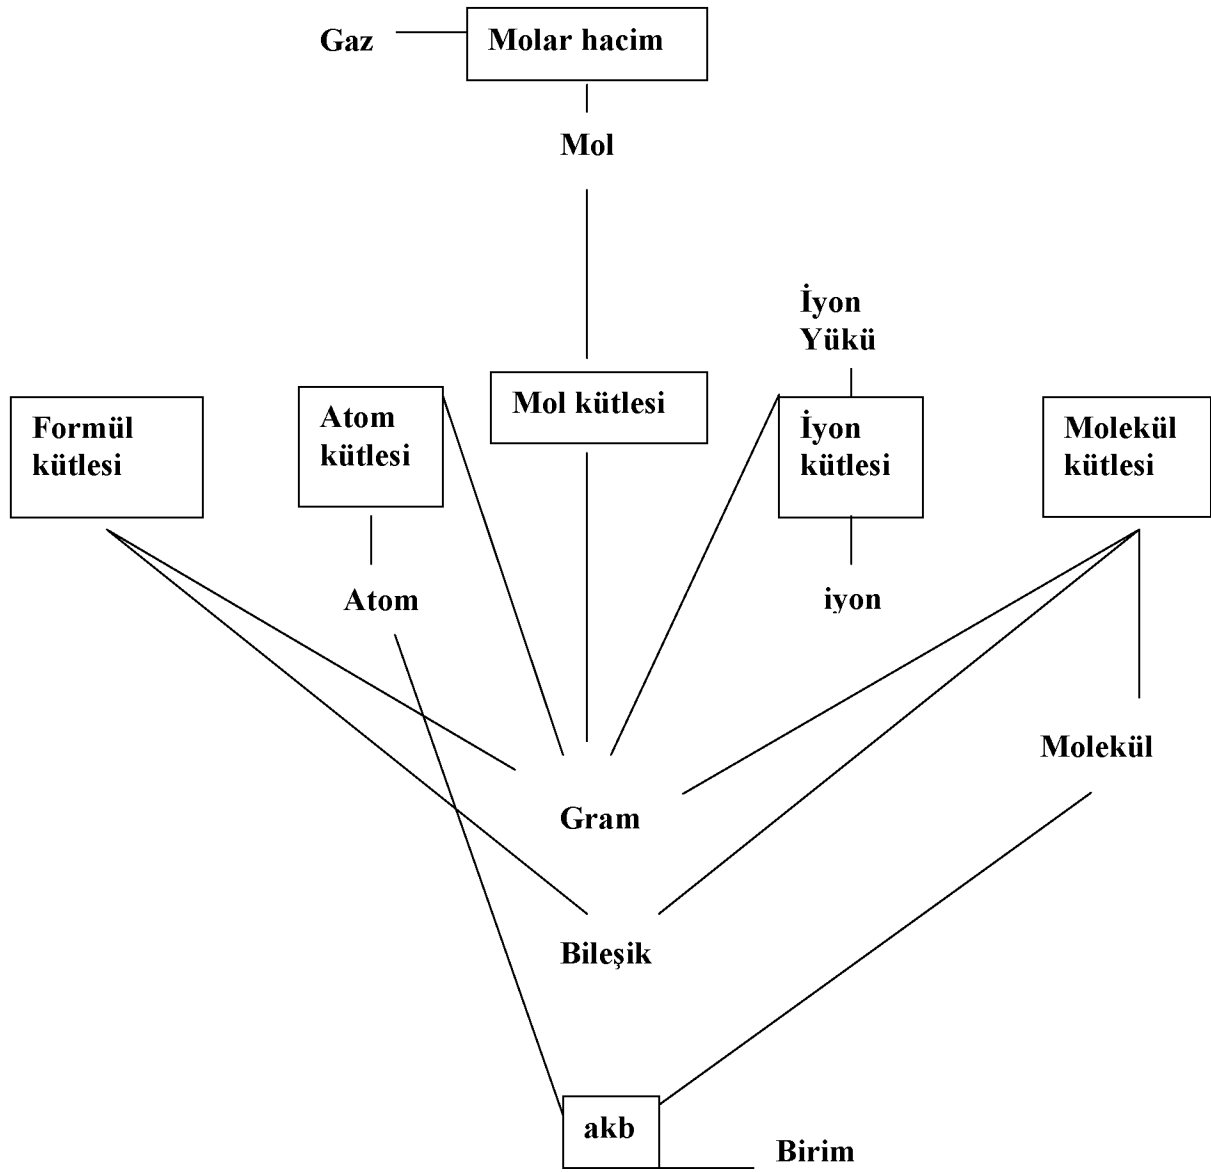 Gaz
Molar hacim
Mol
İyon
Yükü
Formül
kütlesi
Atom
kütlesi
Mol kütlesi
İyon
kütlesi
Molekül
kütlesi
Atom
iyon
Molekül
Gram
Bileşik
akb
Birim